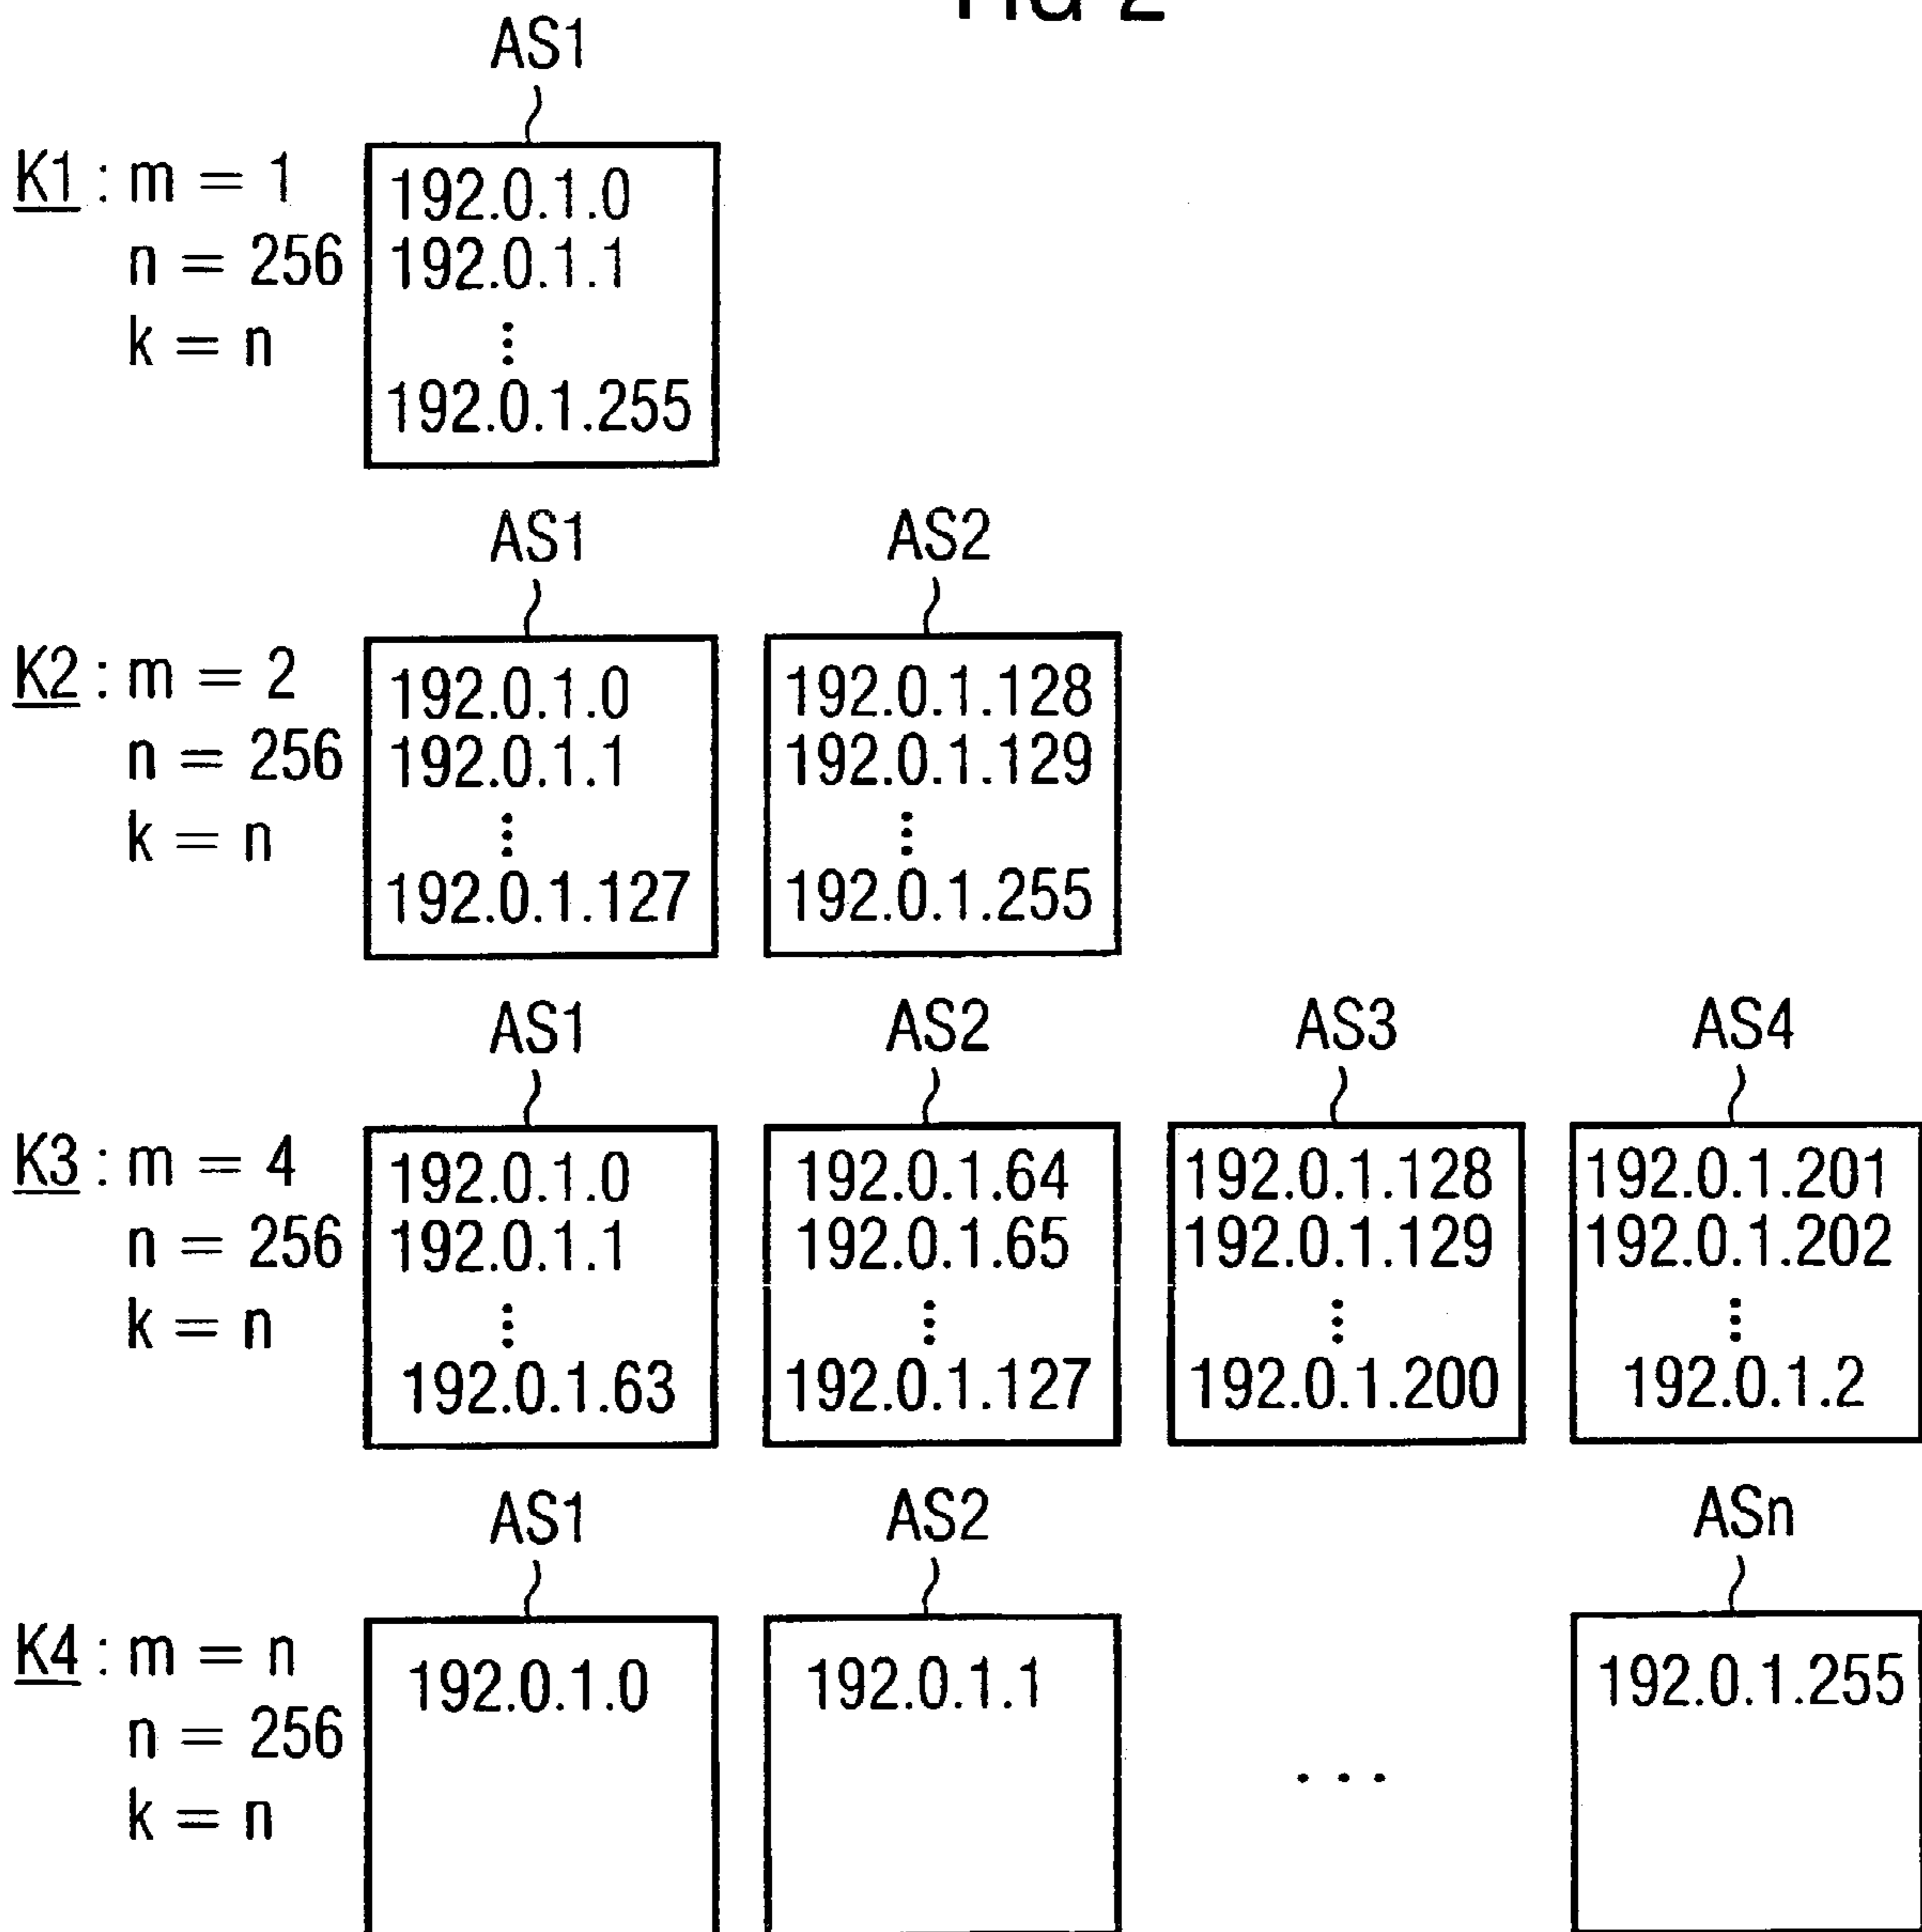 FIG 2
AS1
K1 : m = 1
n = 256
k = n
192.0.1.0
192.0.1.1
⋮
192.0.1.255
AS1
AS2
K2 : m = 2
n = 256
k = n
192.0.1.0
192.0.1.1
⋮
192.0.1.127
192.0.1.128
192.0.1.129
⋮
192.0.1.255
AS1
AS2
AS3
AS4
K3 : m = 4
n = 256
k = n
192.0.1.0
192.0.1.1
⋮
192.0.1.63
192.0.1.64
192.0.1.65
⋮
192.0.1.127
192.0.1.128
192.0.1.129
⋮
192.0.1.200
192.0.1.201
192.0.1.202
⋮
192.0.1.2
AS1
AS2
ASn
K4 : m = n
n = 256
k = n
192.0.1.0
192.0.1.1
. . .
192.0.1.255